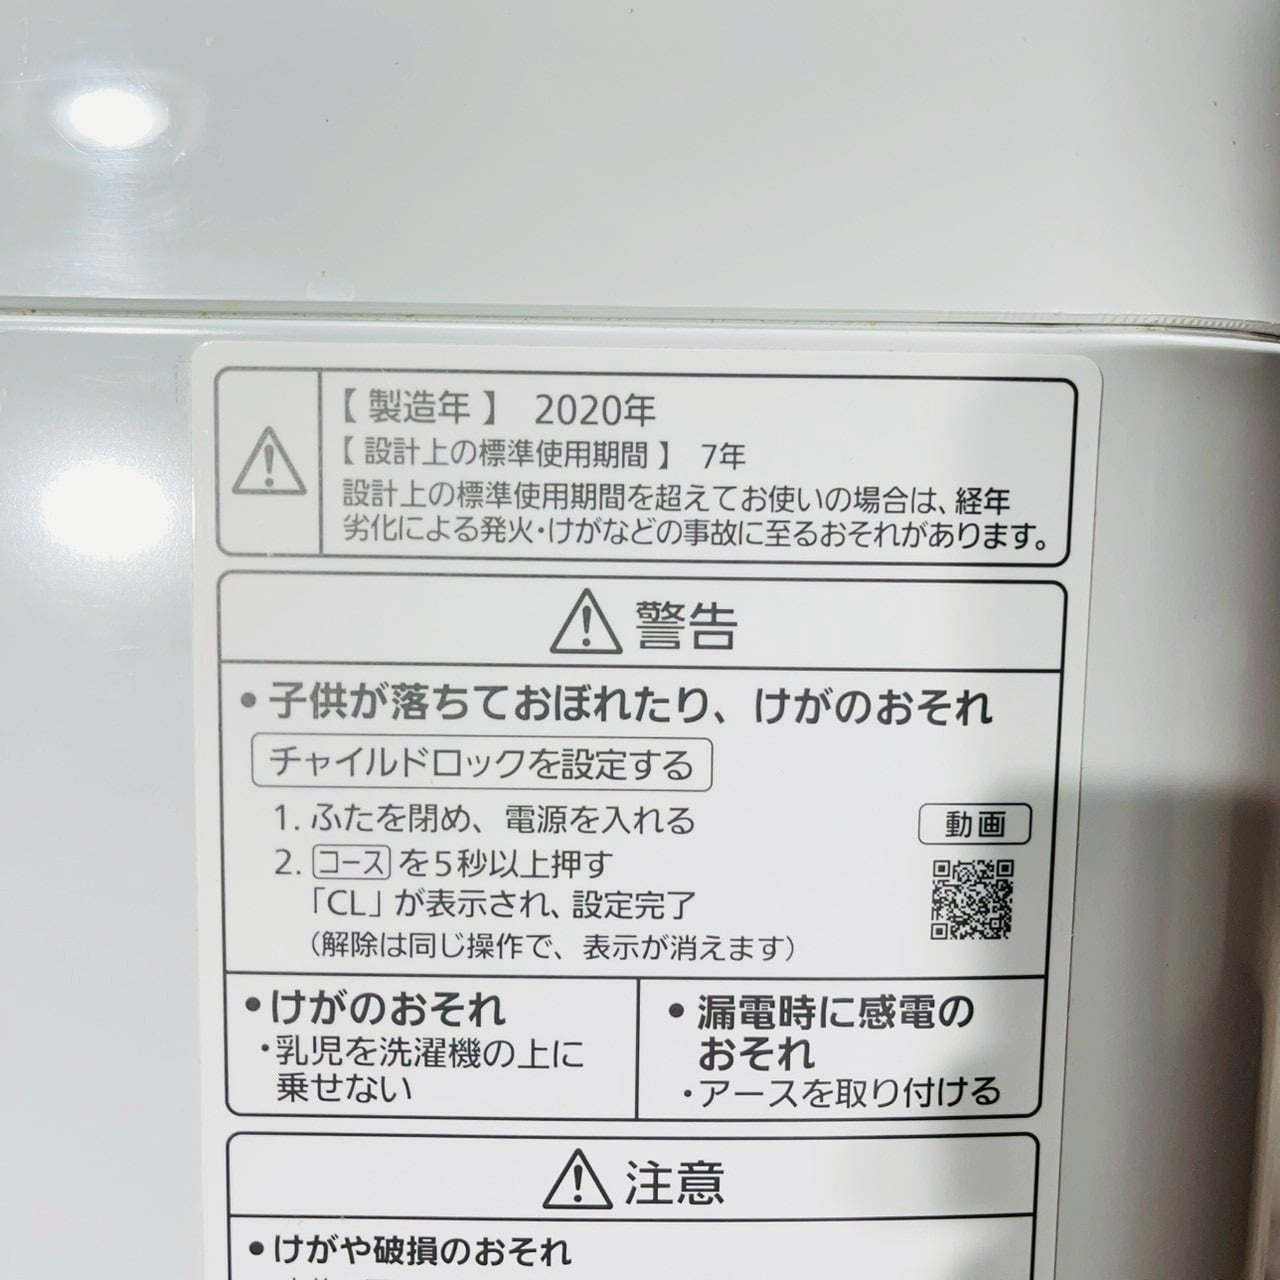 【製造年】 2020年
【設計上の標準使用期間】 7年
設計上の標準使用期間を超えてお使いの場合は、経年
劣化による発火・けがなどの事故に至るおそれがあります。
警告
●子供が落ちておぼれたり、けがのおそれ
チャイルドロックを設定する
1. ふたを閉め、電源を入れる
2. コースを5秒以上押す
「CL」が表示され、設定完了
(解除は同じ操作で、表示が消えます)
動画
●けがのおそれ
・乳児を洗濯機の上に
乗せない
●漏電時に感電の
おそれ
・アースを取り付ける
注意
●けがや破損のおそれ